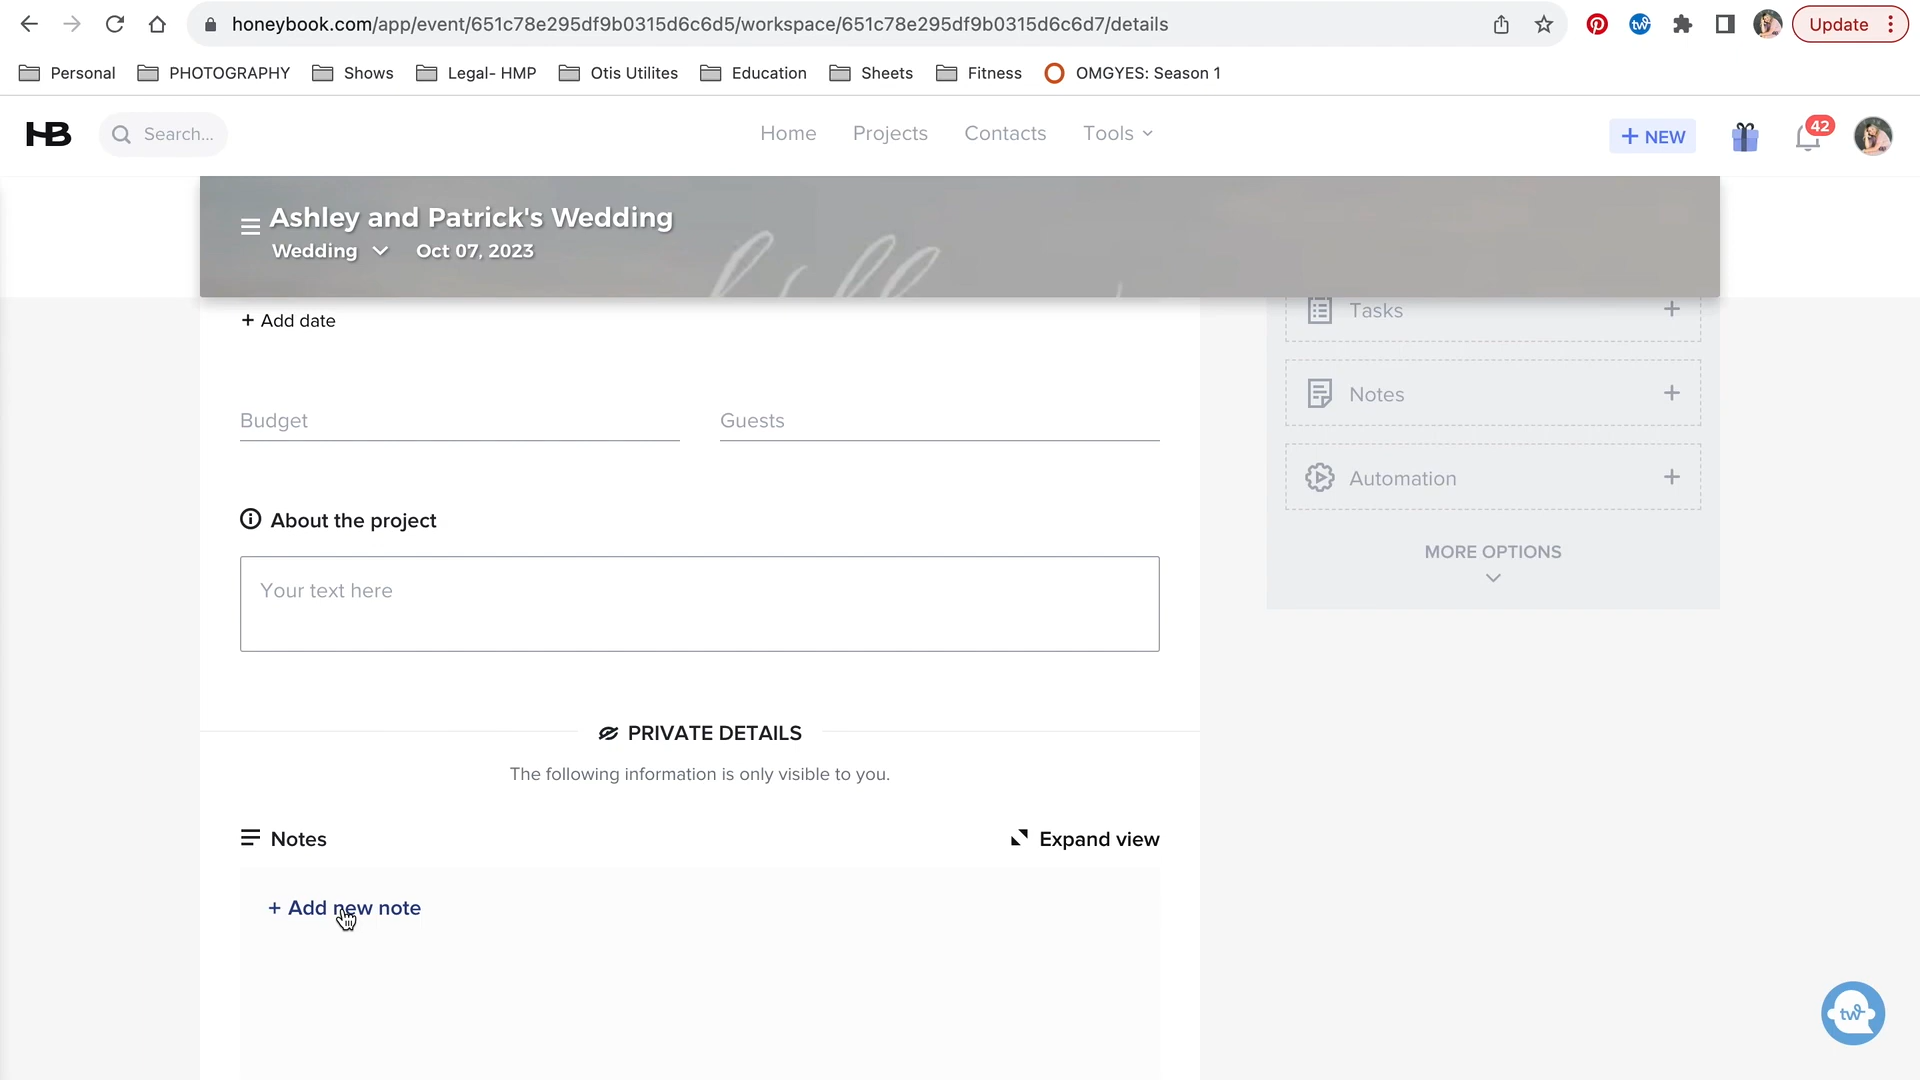 honeybook.com/app/event/651c78e295df9b0315d6c6d5/workspace/651c78e295df9b0315d6c6d7/details
Update
Personal PHOTOGRAPHY Shows Legal- HMP Otis Utilites Education Sheets Fitness OMGYES: Season 1
HB Search... Home Projects Contacts Tools + NEW 42
Ashley and Patrick's Wedding
Wedding Oct 07, 2023
+ Add date
Tasks +
Notes +
Budget Guests
Automation +
About the project
MORE OPTIONS
Your text here
PRIVATE DETAILS
The following information is only visible to you.
Notes Expand view
+ Add new note
tw